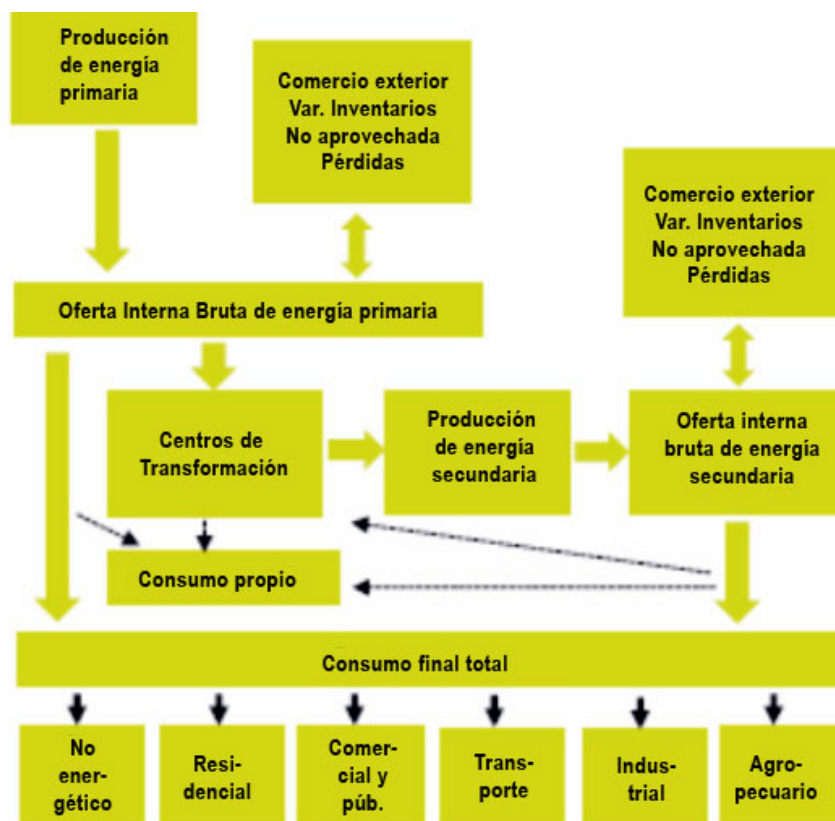 Producción
de energía
primaria
Comercio exterior
Var. Inventarios
No aprovechada
Pérdidas
Comercio exterior
Var. Inventarios
No aprovechada
Pérdidas
Oferta Interna Bruta de energía primaria
Centros de
Transformación
Producción
de energía
secundaria
Oferta interna
bruta de energía
secundaria
Consumo propio
Consumo final total
No
ener-
gético
Resi-
dencial
Comer-
cial y
púb.
Trans-
porte
Indus-
trial
Agro-
pecuario